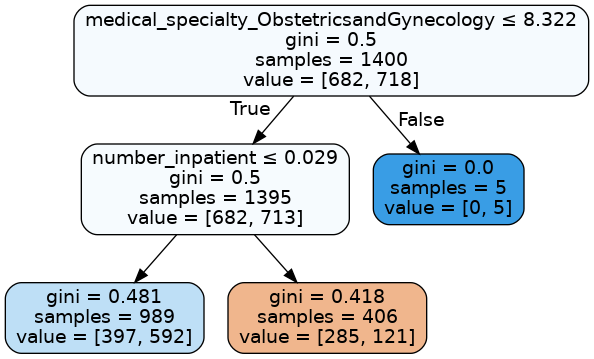 medical_specialty_ObstetricsandGynecology ≤ 8.322
gini = 0.5
samples = 1400
value = [682, 718]
True
False
number_inpatient ≤ 0.029
gini = 0.5
samples = 1395
value = [682, 713]
gini = 0.0
samples = 5
value = [0, 5]
gini = 0.481
samples = 989
value = [397, 592]
gini = 0.418
samples = 406
value = [285, 121]